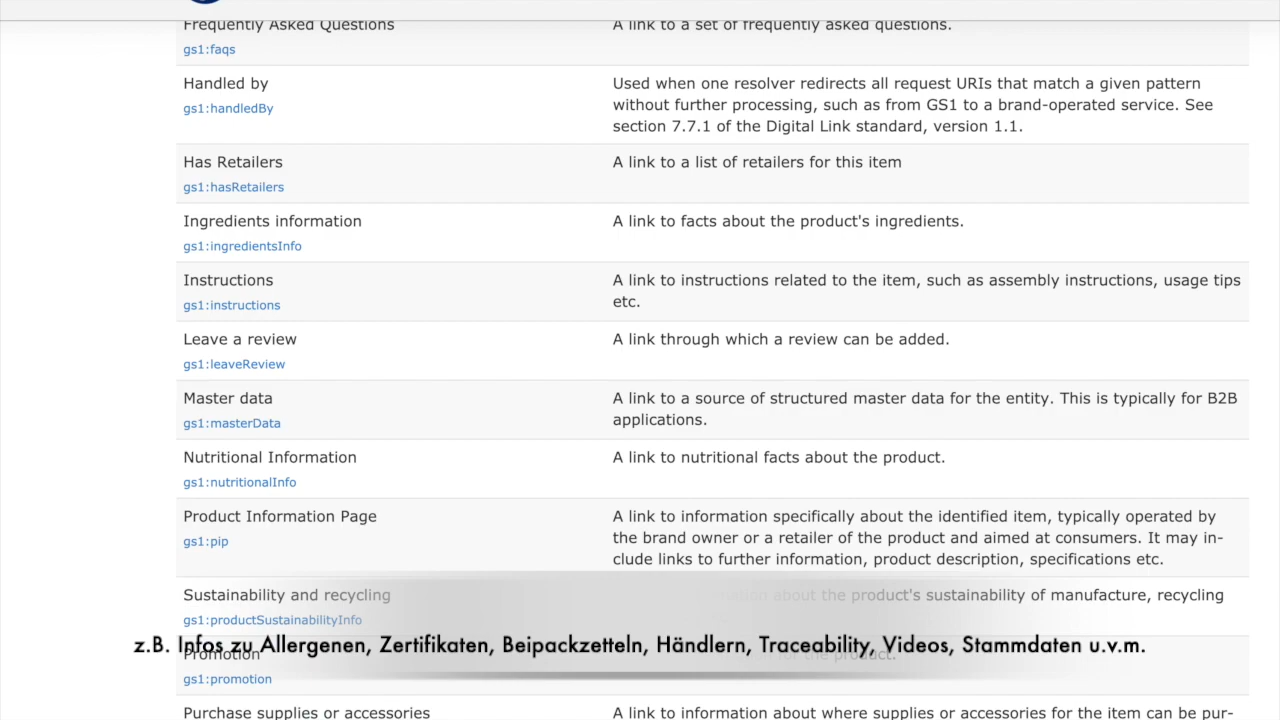 Frequently Asked Questions
A link to a set of frequently asked questions.
gs1:faqs
Handled by
Used when one resolver redirects all request URIs that match a given pattern
without further processing, such as from GS1 to a brand-operated service. See
section 7.7.1 of the Digital Link standard, version 1.1.
gs1:handledBy
Has Retailers
A link to a list of retailers for this item
gs1:hasRetailers
Ingredients information
A link to facts about the product's ingredients.
gs1:ingredientsInfo
Instructions
A link to instructions related to the item, such as assembly instructions, usage tips
etc.
gs1:instructions
Leave a review
A link through which a review can be added.
gs1:leaveReview
Master data
A link to a source of structured master data for the entity. This is typically for B2B
applications.
gs1:masterData
Nutritional Information
A link to nutritional facts about the product.
gs1:nutritionalInfo
Product Information Page
A link to information specifically about the identified item, typically operated by
the brand owner or a retailer of the product and aimed at consumers. It may in-
clude links to further information, product description, specifications etc.
gs1:pip
Sustainability and recycling
about the product's sustainability of manufacture, recycling
gs1:productSustainabilityInfo
z.B. Infos zu Allergenen, Zertifikaten, Beipackzetteln, Händlern, Traceability, Videos, Stammdaten u.v.m.
Promotion
for the product.
gs1:promotion
Purchase supplies or accessories
A link to information about where supplies or accessories for the item can be pur-